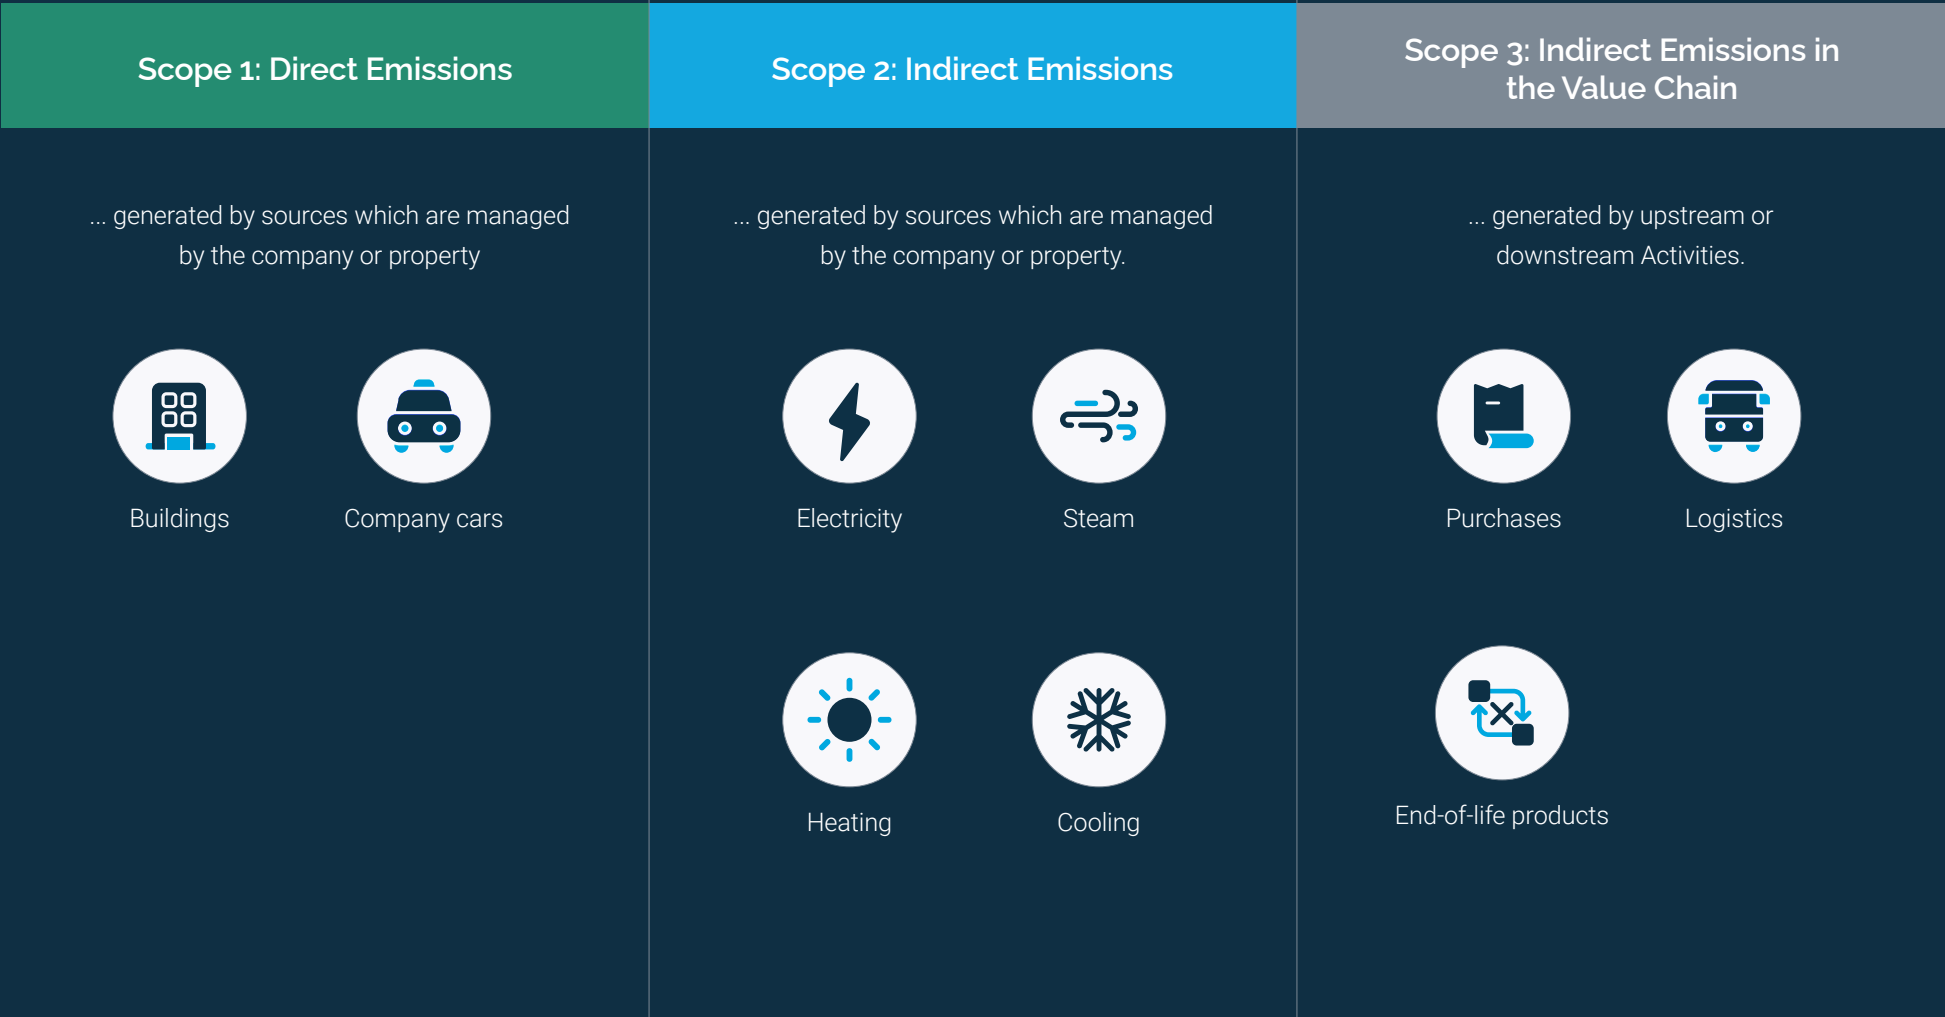 Scope 1: Direct Emissions
... generated by sources which are managed
by the company or property
Buildings
Company cars
Scope 2: Indirect Emissions
... generated by sources which are managed
by the company or property.
Electricity
Steam
Heating
Cooling
Scope 3: Indirect Emissions in
the Value Chain
... generated by upstream or
downstream Activities.
Purchases
Logistics
End-of-life products